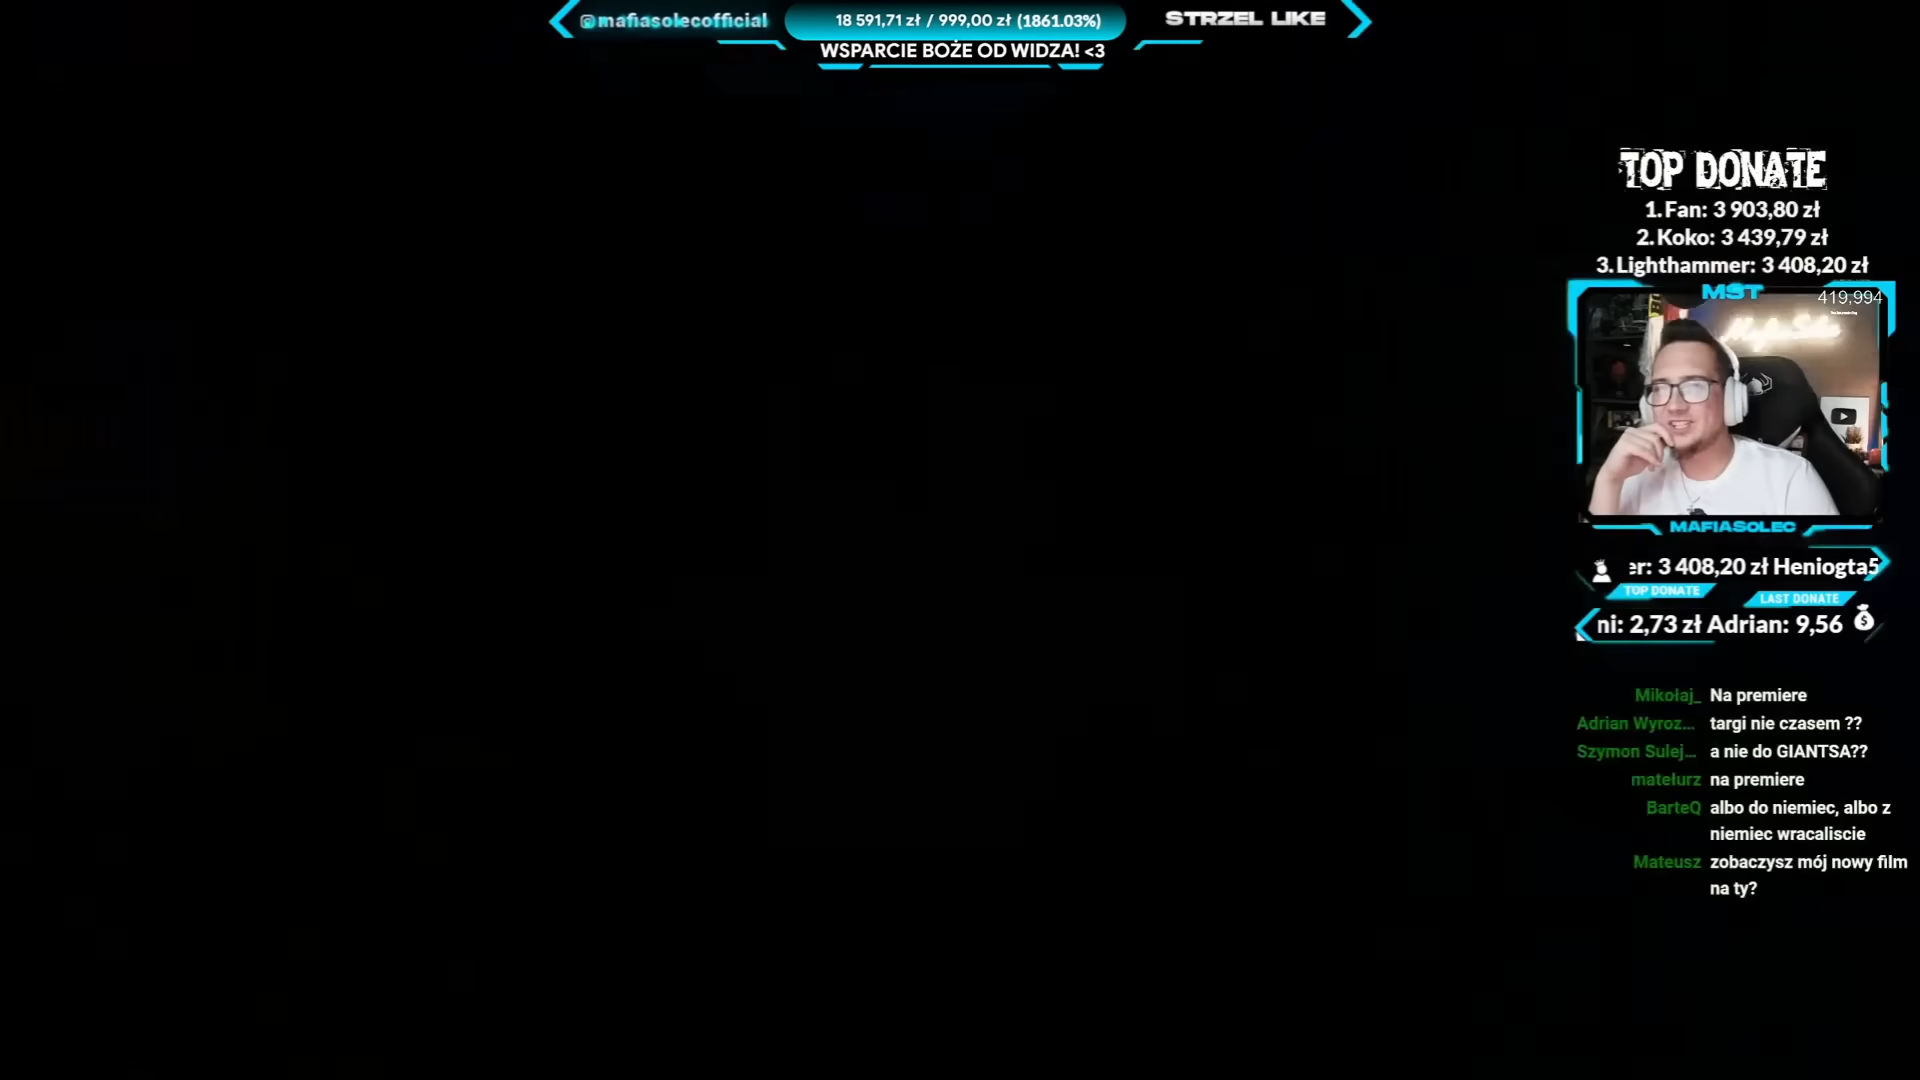 @mafiasolecofficial
18 591,71 zł / 999,00 zł (1861.03%)
STRZEL LIKE
WSPARCIE BOŻE OD WIDZA! <3
TOP DONATE
1. Fan: 3 903,80 zł
2. Koko: 3 439,79 zł
3. Lighthammer: 3 408,20 zł
MST
419,994
MafiaSolec
MAFIASOLEC
er: 3 408,20 zł Heniogta5
TOP DONATE
LAST DONATE
ni: 2,73 zł Adrian: 9,56
Mikołaj_ Na premiere
Adrian Wyroz... targi nie czasem ??
Szymon Sulej... a nie do GIANTSA??
matełurz na premiere
BarteQ albo do niemiec, albo z
niemiec wracaliscie
Mateusz zobaczysz mój nowy film
na ty?